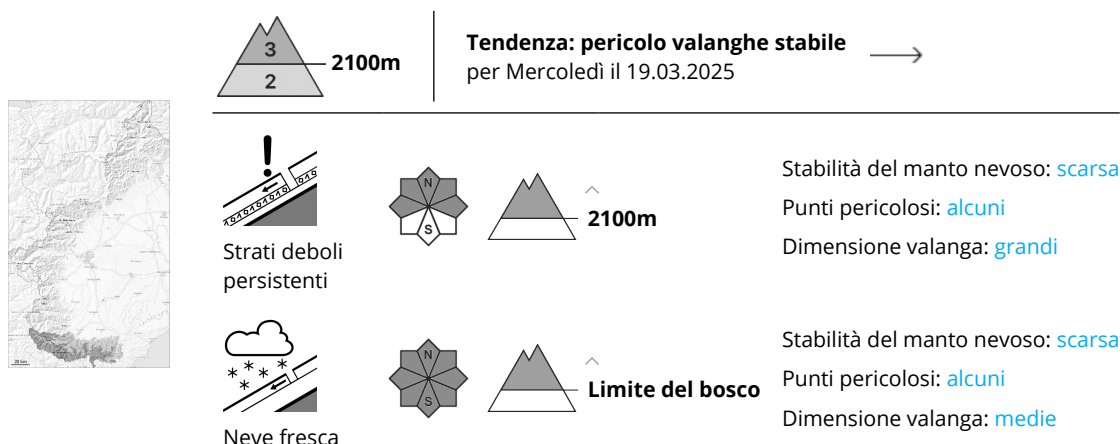 3
2
2100m
Tendenza: pericolo valanghe stabile
per Mercoledì il 19.03.2025
20 km
Strati deboli
persistenti
N
S
2100m
Stabilità del manto nevoso: scarsa
Punti pericolosi: alcuni
Dimensione valanga: grandi
Neve fresca
N
S
Limite del bosco
Stabilità del manto nevoso: scarsa
Punti pericolosi: alcuni
Dimensione valanga: medie